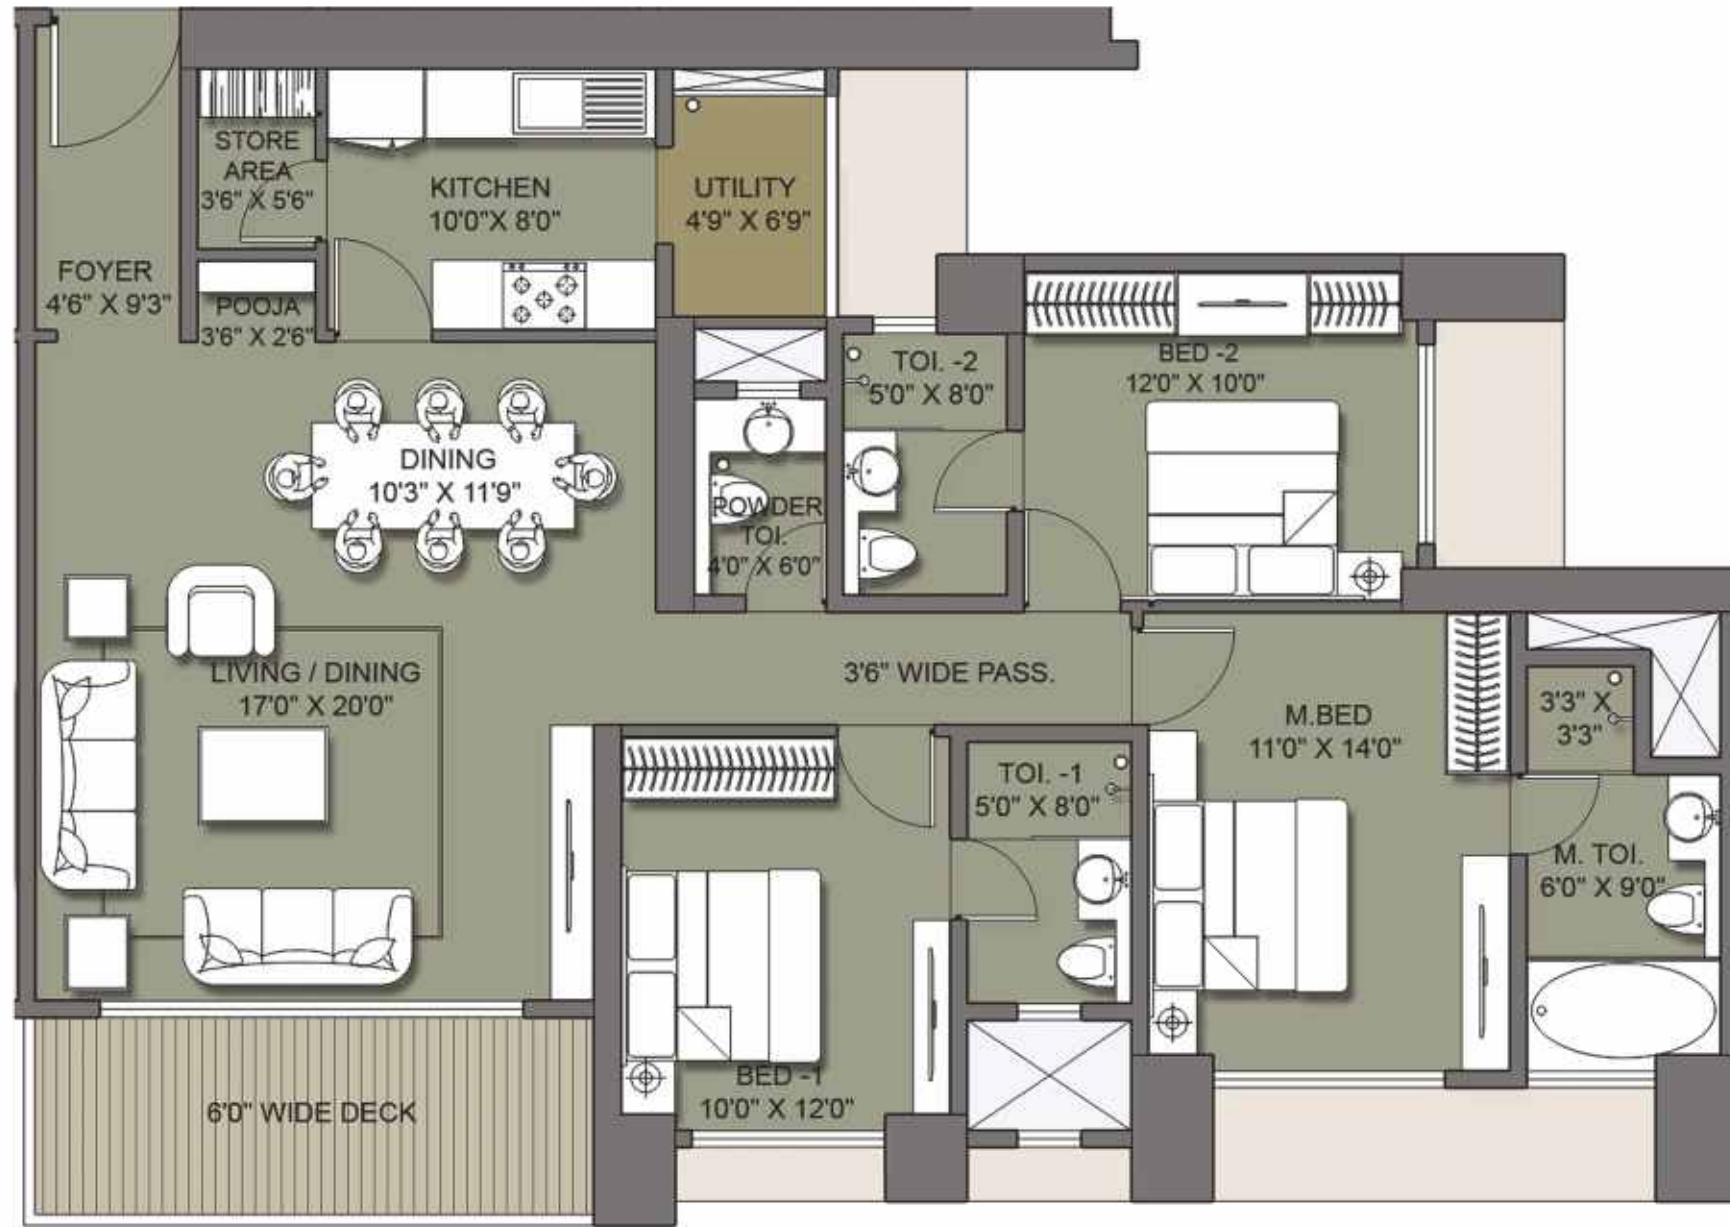 STORE
AREA
3'6" X 5'6"
KITCHEN
10'0"X 8'0"
UTILITY
4'9" X 6'9"
FOYER
4'6" X 9'3"
POOJA
3'6" X 2'6"
TOI. -2
5'0" X 8'0"
BED -2
12'0" X 10'0"
DINING
10'3" X 11'9"
POWDER
TOI.
4'0" X 6'0"
LIVING / DINING
17'0" X 20'0"
3'6" WIDE PASS.
M.BED
11'0" X 14'0"
3'3" X
3'3"
TOI. -1
5'0" X 8'0"
M. TOI.
6'0" X 9'0"
BED -1
10'0" X 12'0"
6'0" WIDE DECK